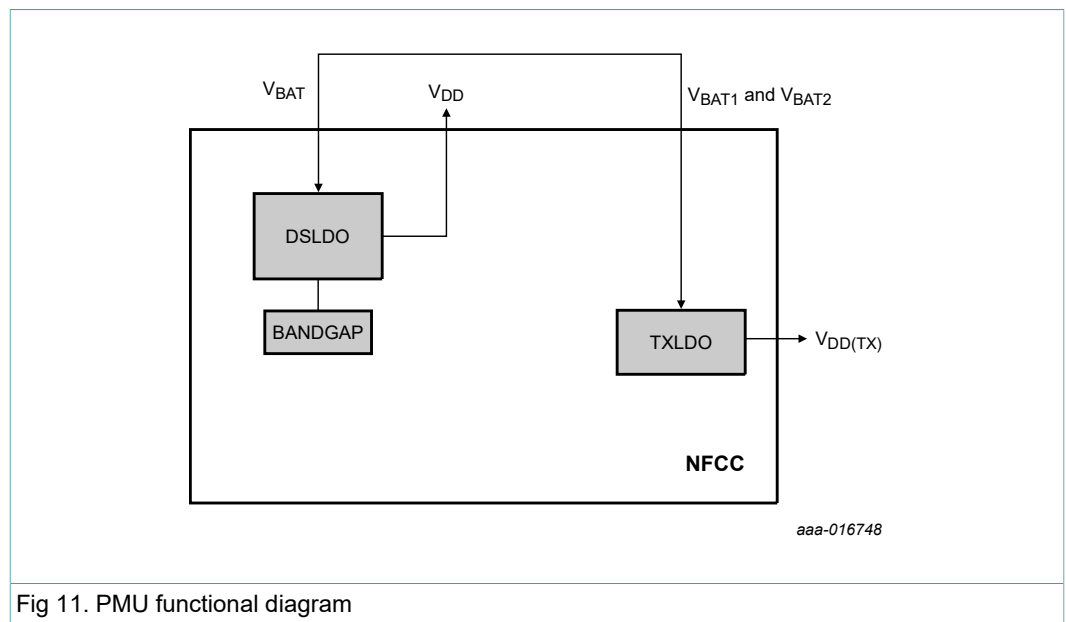 VBAT
VDD
VBAT1 and VBAT2
DSLDO
BANDGAP
TXLDO
VDD(TX)
NFCC
aaa-016748
Fig 11. PMU functional diagram